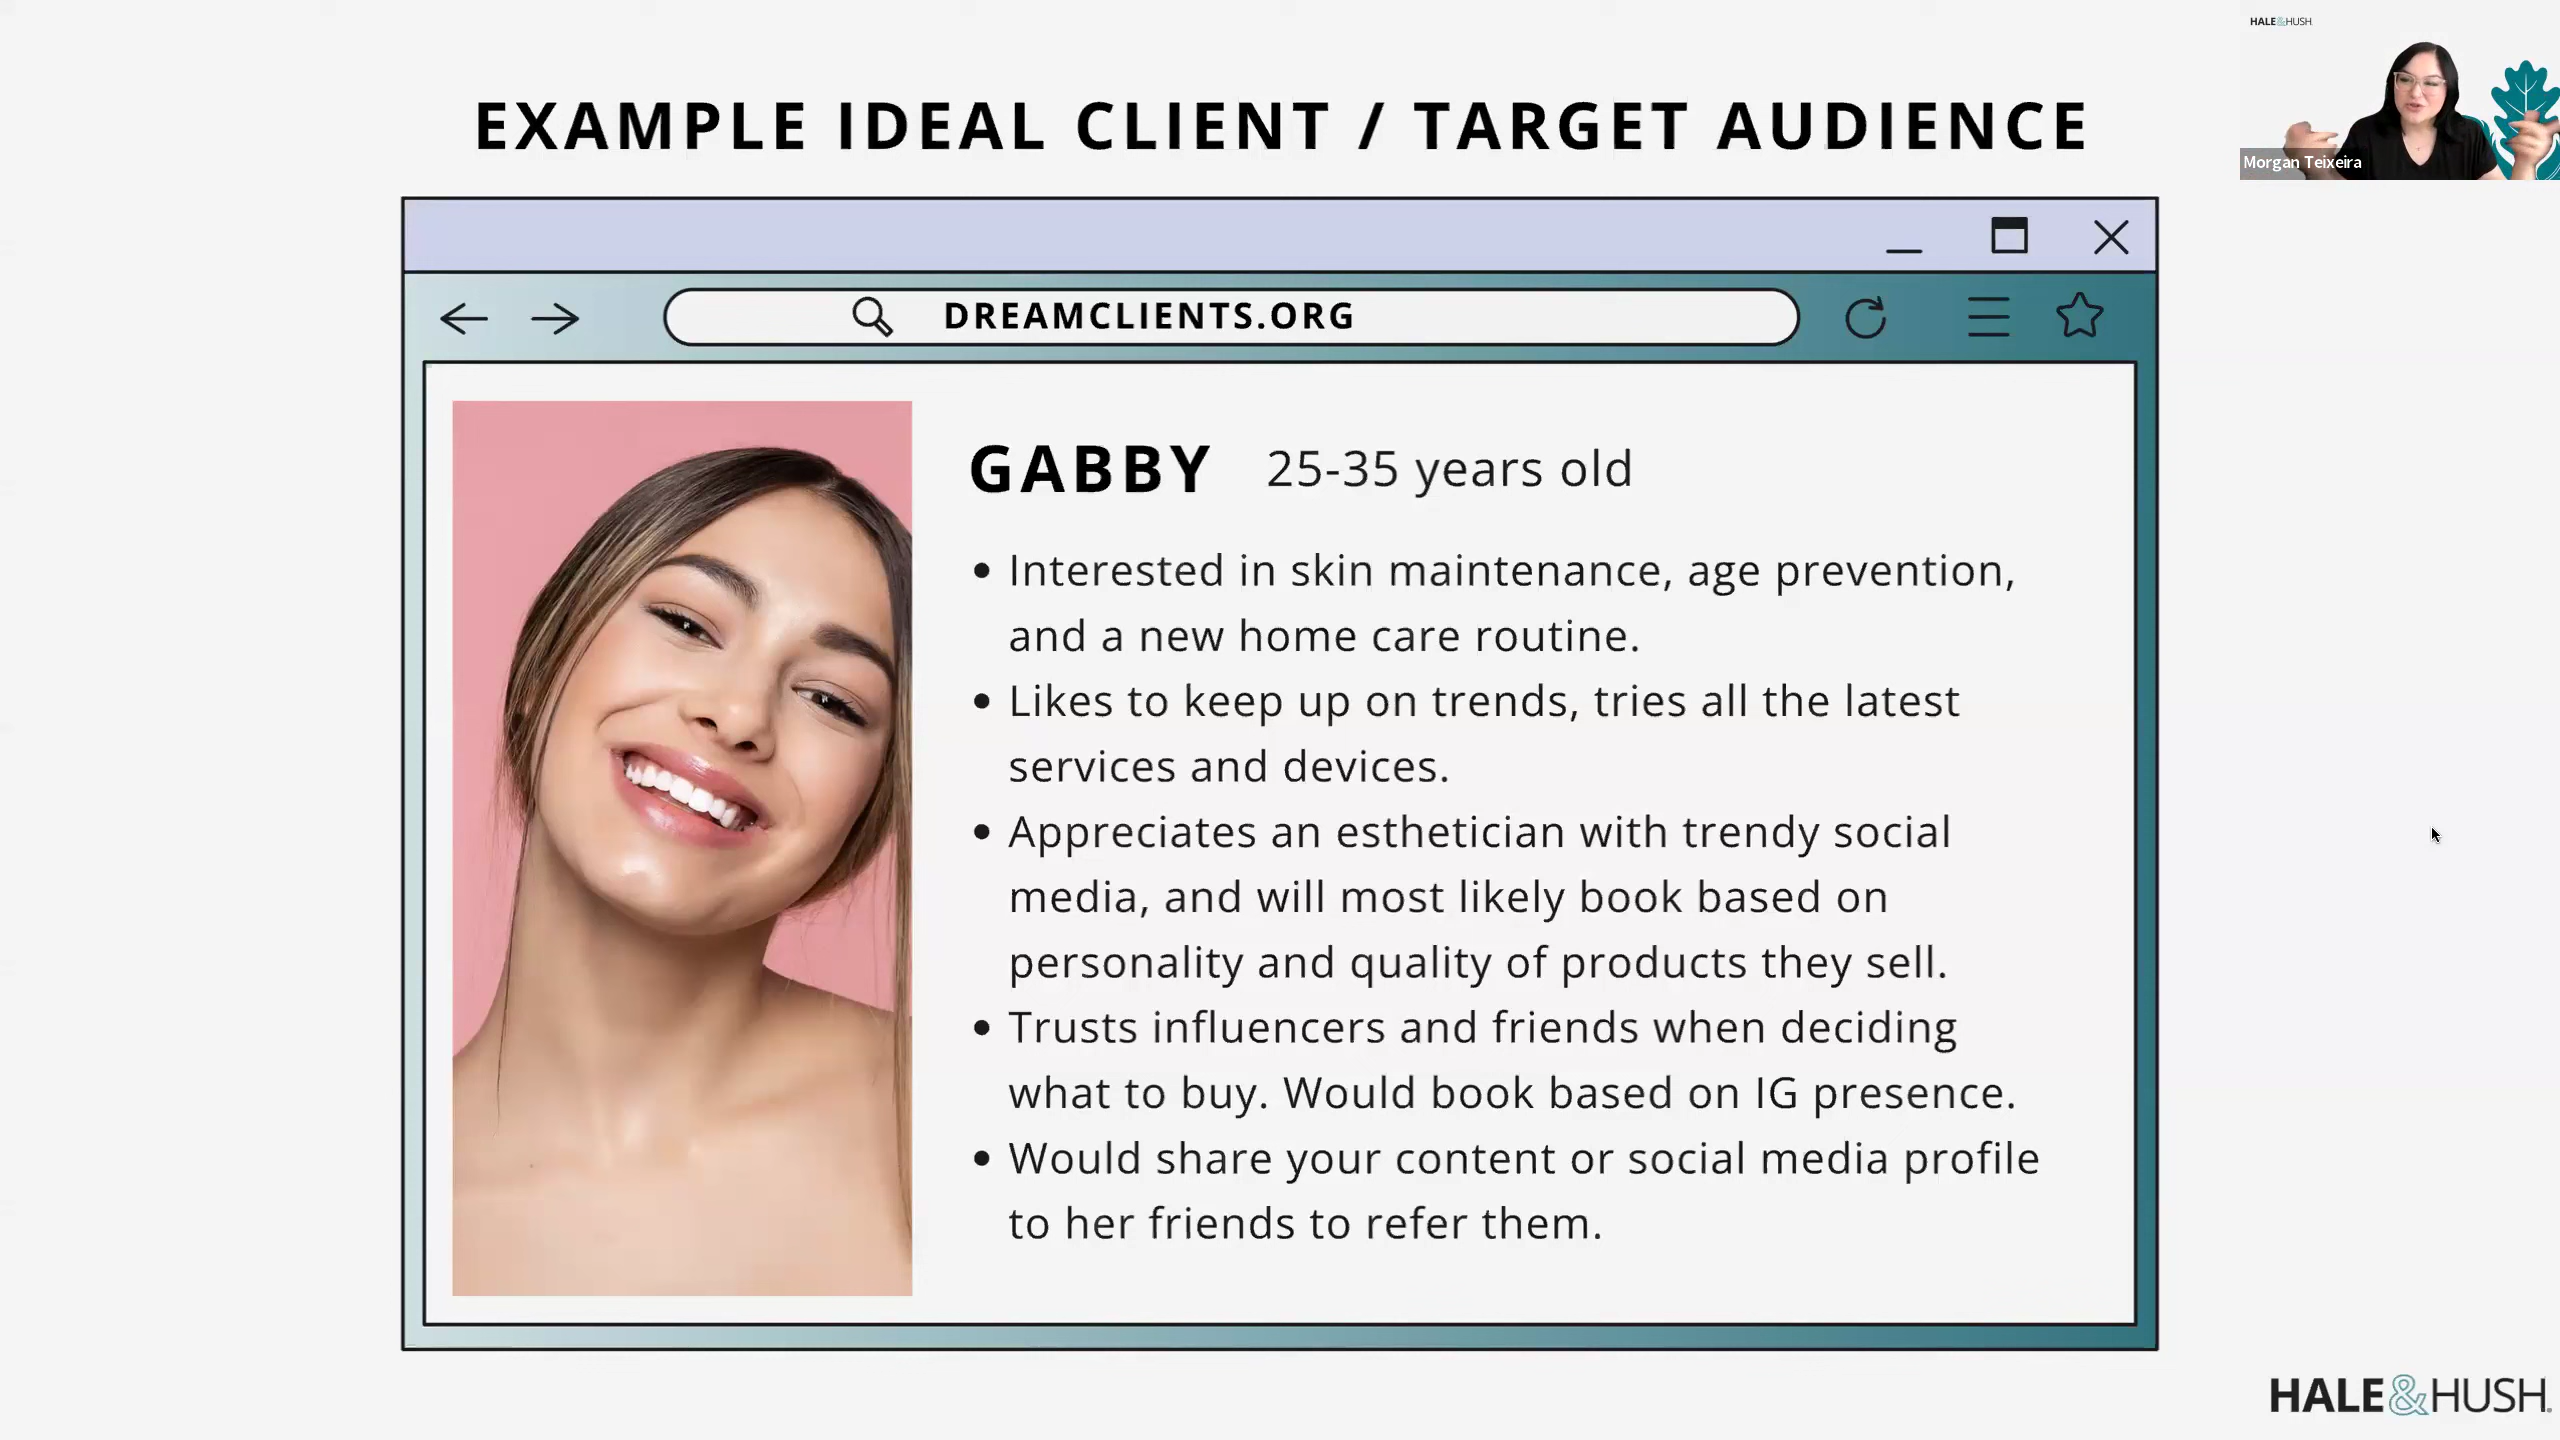 HALE&HUSH
EXAMPLE IDEAL CLIENT / TARGET AUDIENCE
Morgan Teixeira
DREAMCLIENTS.ORG
GABBY 25-35 years old
• Interested in skin maintenance, age prevention,
and a new home care routine.
• Likes to keep up on trends, tries all the latest
services and devices.
• Appreciates an esthetician with trendy social
media, and will most likely book based on
personality and quality of products they sell.
• Trusts influencers and friends when deciding
what to buy. Would book based on IG presence.
• Would share your content or social media profile
to her friends to refer them.
HALE&HUSH